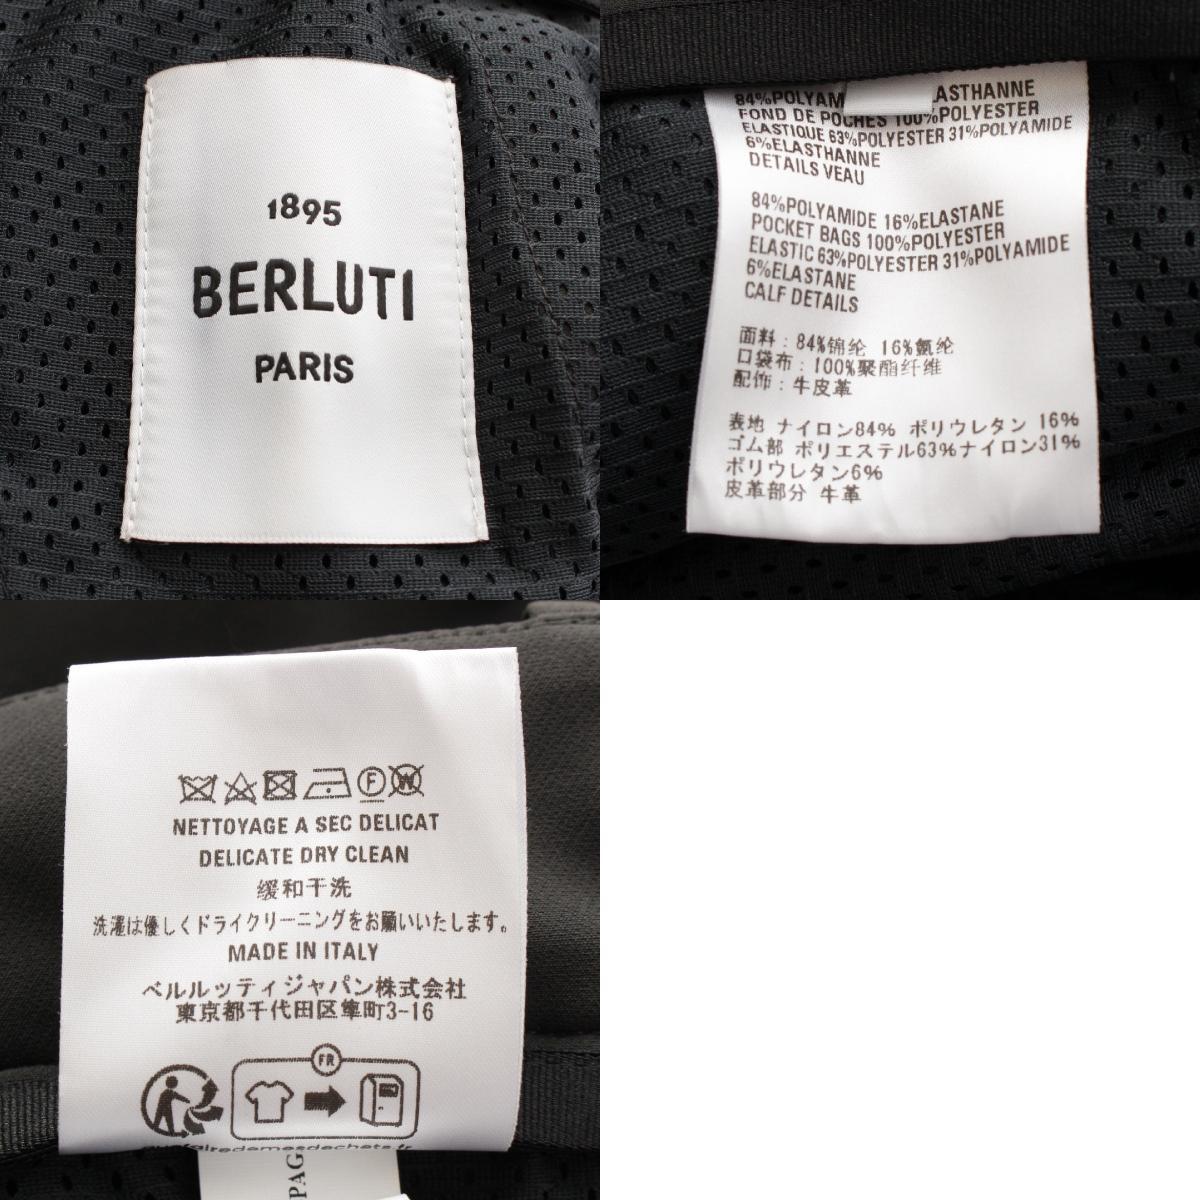 1895
BERLUTI
PARIS
84%POLYAM LASTHANNE
FOND DE POCHES 100%POLYESTER
ELASTIQUE 63%POLYESTER 31%POLYAMIDE
6%ELASTHANNE
DETAILS VEAU
84%POLYAMIDE 16%ELASTANE
POCKET BAGS 100%POLYESTER
ELASTIC 63%POLYESTER 31%POLYAMIDE
6%ELASTANE
CALF DETAILS
面料：84%锦纶 16%氨纶
口袋布：100%聚酯纤维
配饰：牛皮革
表地 ナイロン84% ポリウレタン 16%
ゴム部 ポリエステル63%ナイロン31%
ポリウレタン6%
皮革部分 牛革
F W
NETTOYAGE A SEC DELICAT
DELICATE DRY CLEAN
缓和干洗
洗濯は優しくドライクリーニングをお願いいたします。
MADE IN ITALY
ベルルッティジャパン株式会社
東京都千代田区隼町3-16
FR
quefairedemesdechets.fr
PAG